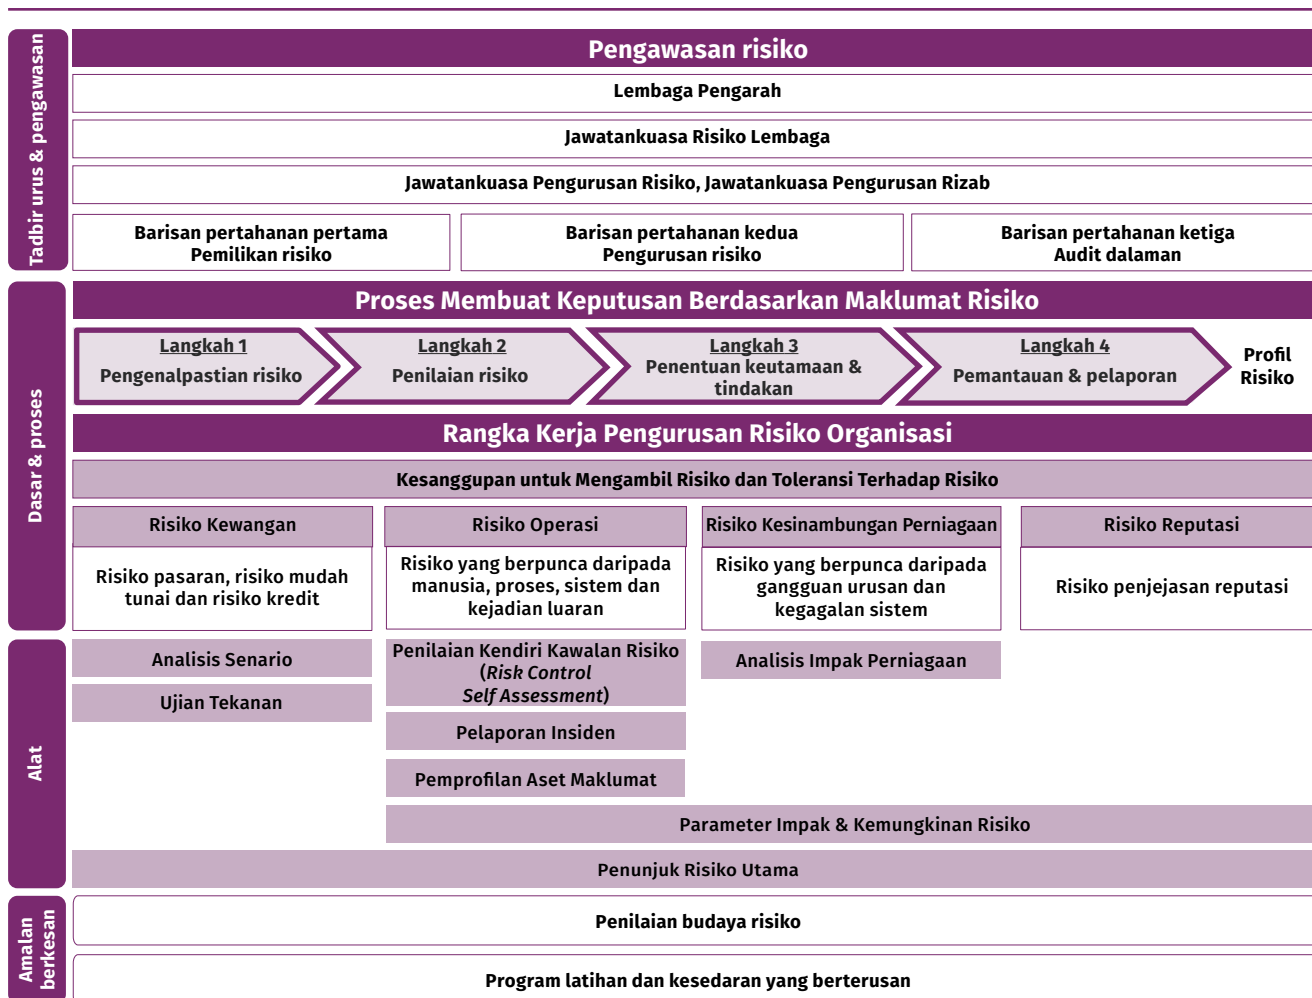 Tadbir urus & pengawasan
Pengawasan risiko
Lembaga Pengarah
Jawatankuasa Risiko Lembaga
Jawatankuasa Pengurusan Risiko, Jawatankuasa Pengurusan Rizab
Barisan pertahanan pertama
Pemilikan risiko
Barisan pertahanan kedua
Pengurusan risiko
Barisan pertahanan ketiga
Audit dalaman
Dasar & proses
Proses Membuat Keputusan Berdasarkan Maklumat Risiko
Langkah 1
Pengenalpastian risiko
Langkah 2
Penilaian risiko
Langkah 3
Penentuan keutamaan &
tindakan
Langkah 4
Pemantauan & pelaporan
Profil
Risiko
Rangka Kerja Pengurusan Risiko Organisasi
Kesanggupan untuk Mengambil Risiko dan Toleransi Terhadap Risiko
Risiko Kewangan
Risiko pasaran, risiko mudah
tunai dan risiko kredit
Risiko Operasi
Risiko yang berpunca daripada
manusia, proses, sistem dan
kejadian luaran
Risiko Kesinambungan Perniagaan
Risiko yang berpunca daripada
gangguan urusan dan
kegagalan sistem
Risiko Reputasi
Risiko penjejasan reputasi
Alat
Analisis Senario
Ujian Tekanan
Penilaian Kendiri Kawalan Risiko
(Risk Control
Self Assessment)
Pelaporan Insiden
Pemprofilan Aset Maklumat
Analisis Impak Perniagaan
Parameter Impak & Kemungkinan Risiko
Penunjuk Risiko Utama
Amalan
berkesan
Penilaian budaya risiko
Program latihan dan kesedaran yang berterusan